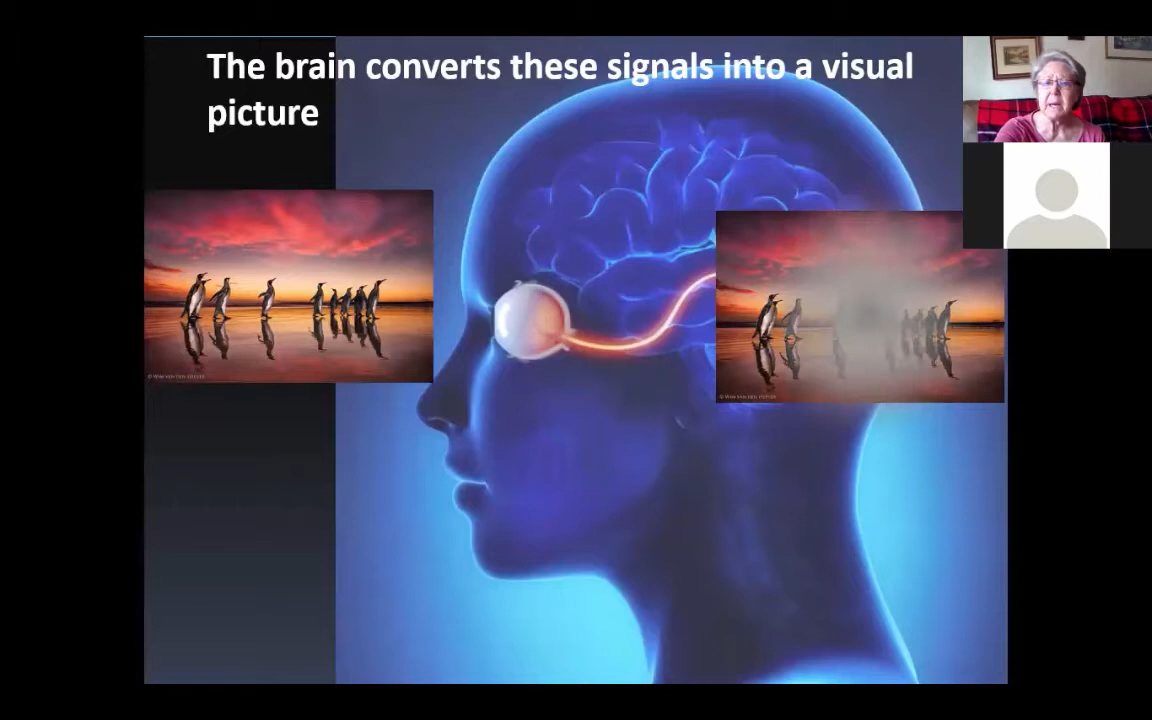 The brain converts these signals into a visual
picture